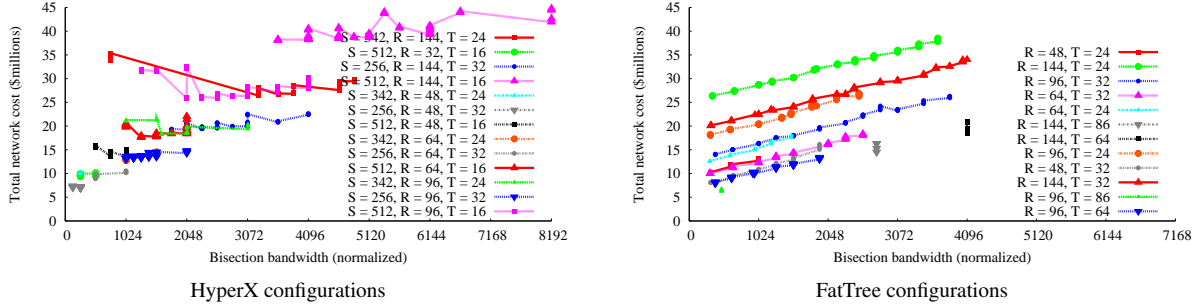 Total network cost ($millions)
45
40
35
30
25
20
15
10
5
0
0 1024 2048 3072 4096 5120 6144 7168 8192
Bisection bandwidth (normalized)
S = 342, R = 144, T = 24
S = 512, R = 32, T = 16
S = 256, R = 144, T = 32
S = 512, R = 144, T = 16
S = 342, R = 48, T = 24
S = 256, R = 48, T = 32
S = 512, R = 48, T = 16
S = 342, R = 64, T = 24
S = 256, R = 64, T = 32
S = 512, R = 64, T = 16
S = 342, R = 96, T = 24
S = 256, R = 96, T = 32
S = 512, R = 96, T = 16
HyperX configurations
Total network cost ($millions)
45
40
35
30
25
20
15
10
5
0
0 1024 2048 3072 4096 5120 6144 7168
Bisection bandwidth (normalized)
R = 48, T = 24
R = 144, T = 24
R = 96, T = 32
R = 64, T = 32
R = 64, T = 24
R = 144, T = 86
R = 144, T = 64
R = 96, T = 24
R = 48, T = 32
R = 144, T = 32
R = 96, T = 86
R = 96, T = 64
FatTree configurations